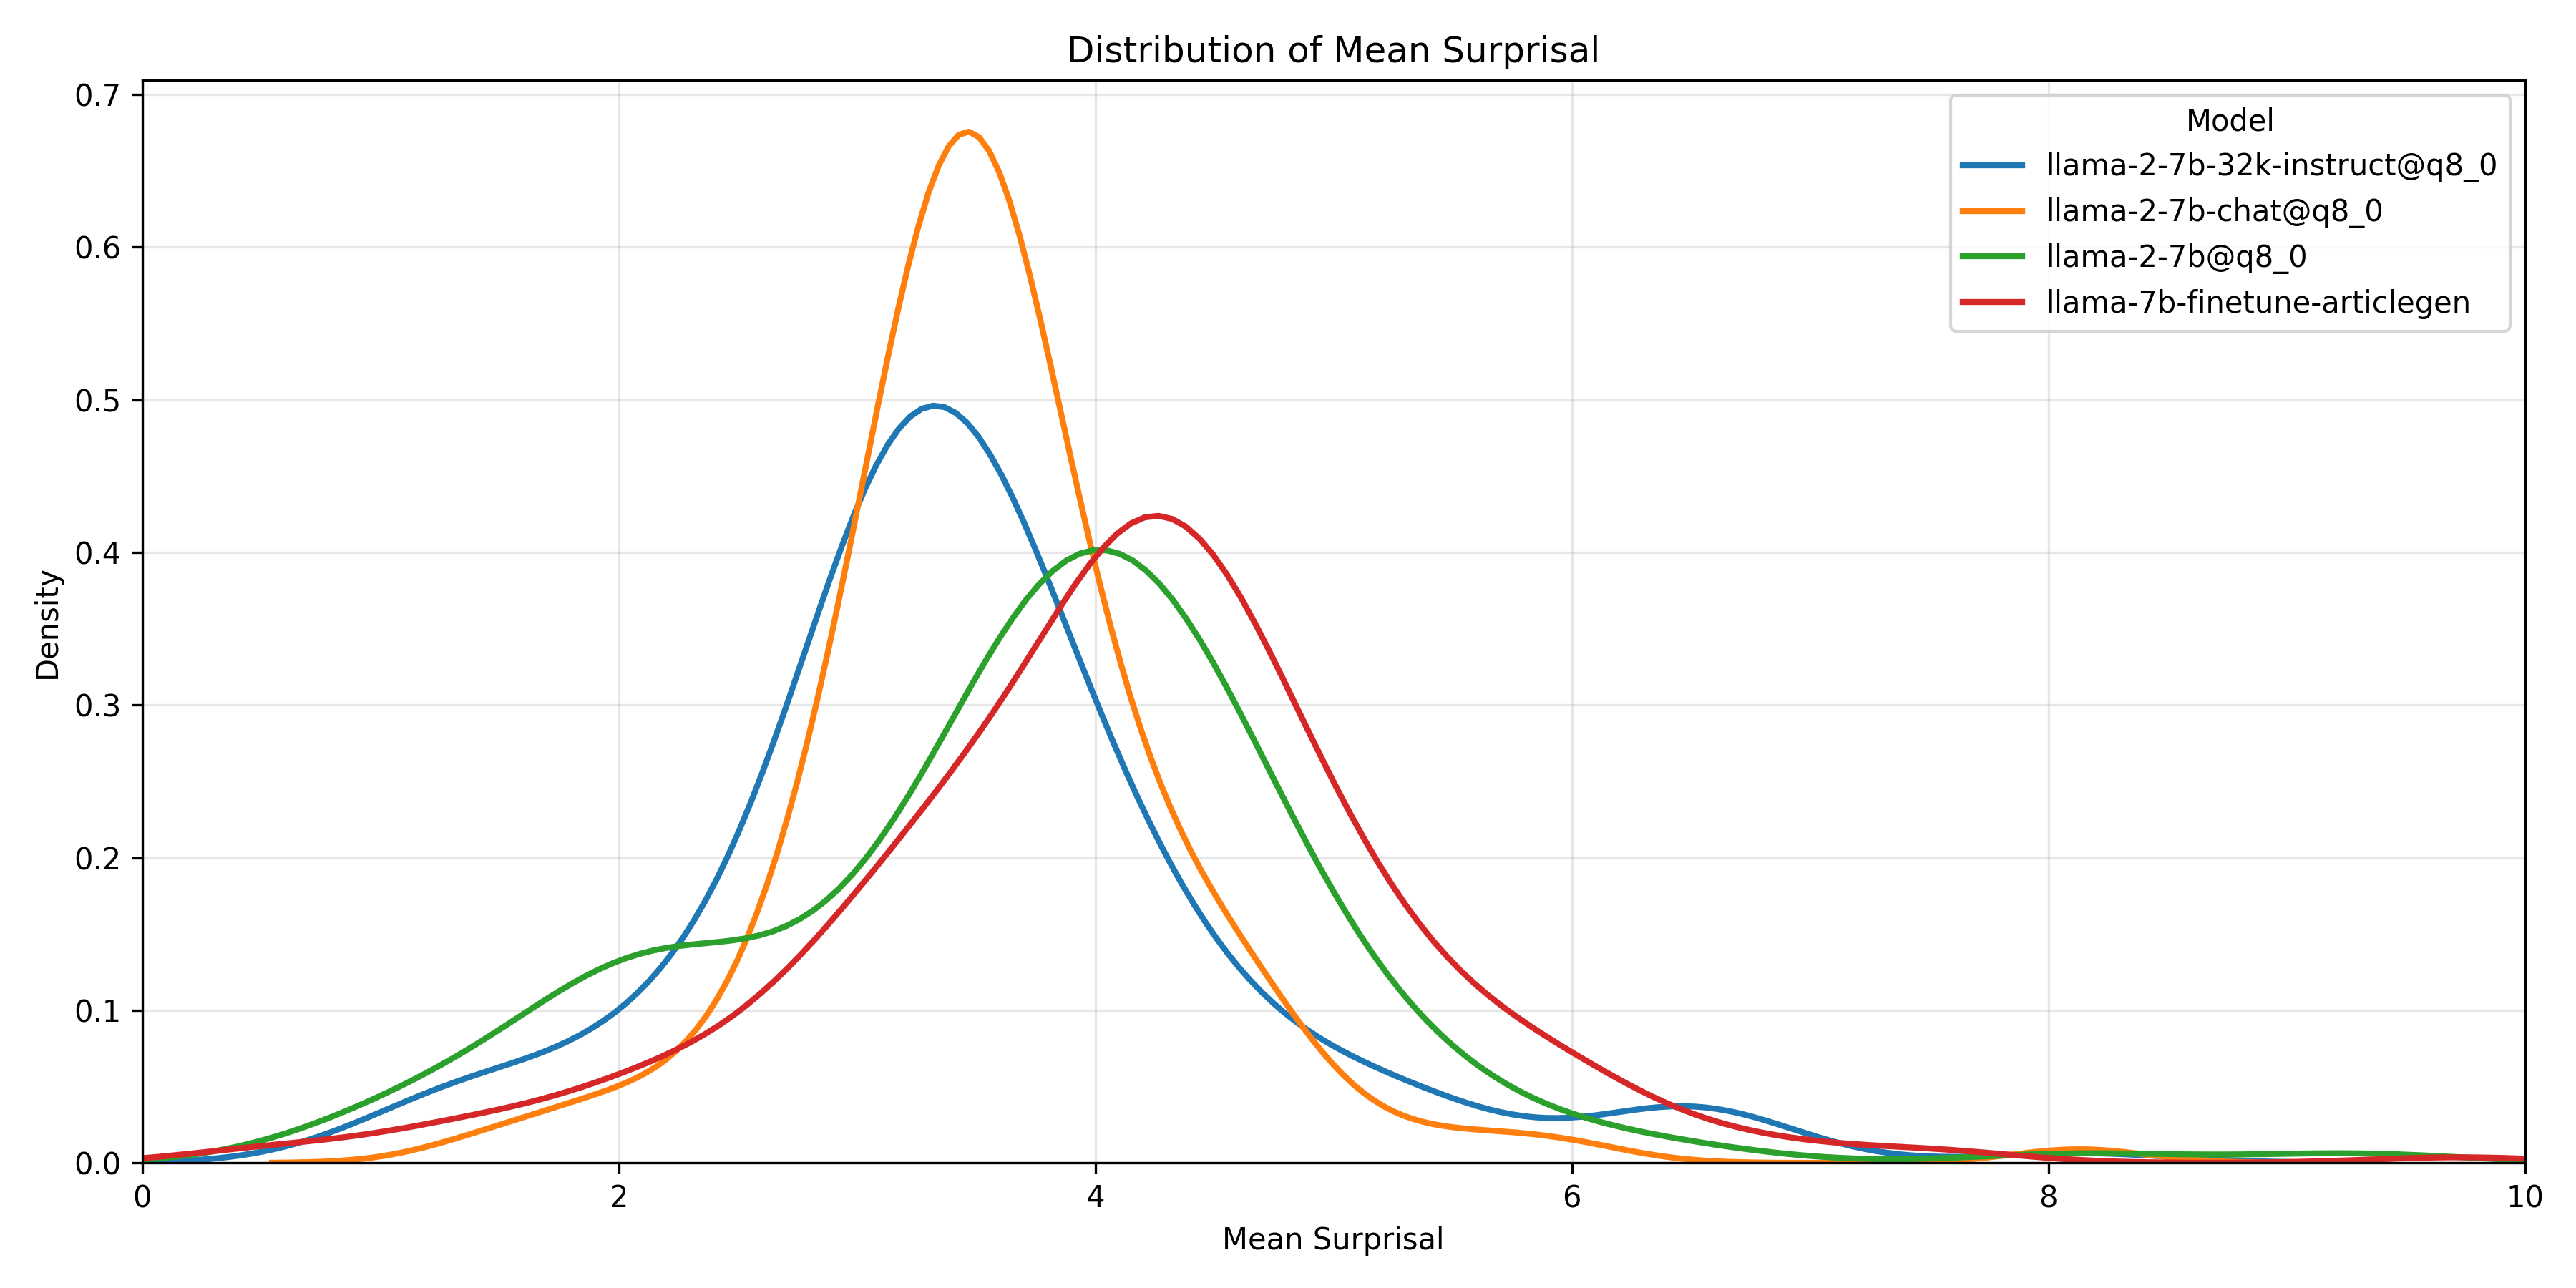 Distribution of Mean Surprisal
0.7
0.6
0.5
0.4
0.3
0.2
0.1
0.0
Density
Model
llama-2-7b-32k-instruct@q8_0
llama-2-7b-chat@q8_0
llama-2-7b@q8_0
llama-7b-finetune-articlegen
0 2 4 6 8 10
Mean Surprisal